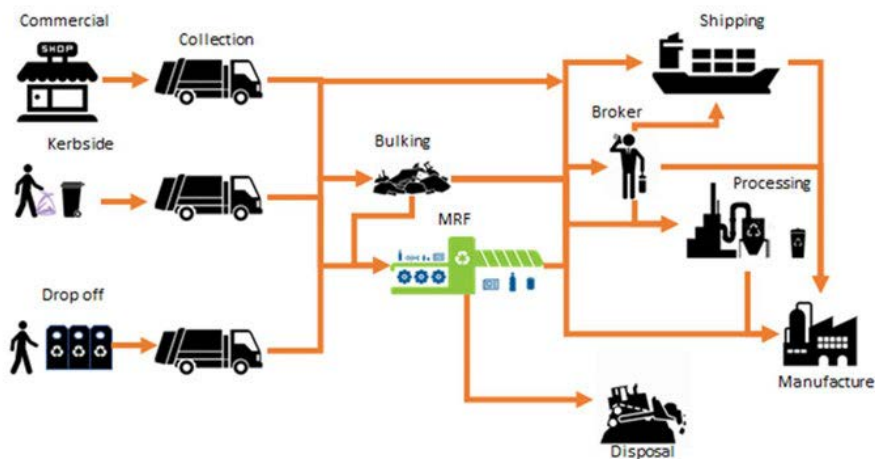 Commercial
SHOP
Collection
Shipping
Kerbside
Bulking
Broker
MRF
Processing
Drop off
Manufacture
Disposal